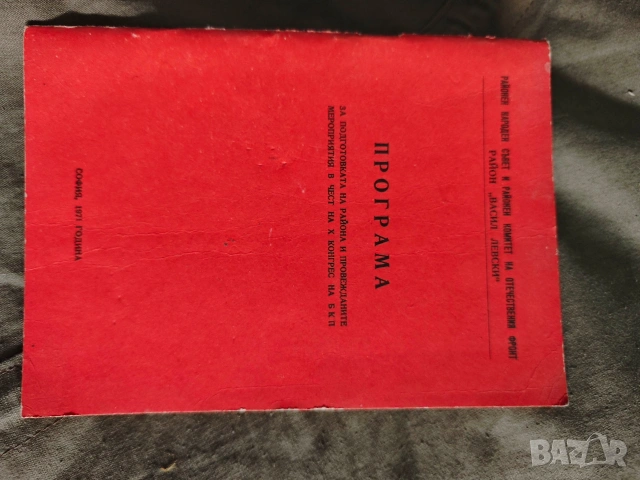 РАЙОНЕН НАРОДЕН СЪВЕТ И РАЙОНЕН КОМИТЕТ НА ОТЕЧЕСТВЕНИЯ ФРОНТ
РАЙОН „ВАСИЛ ЛЕВСКИ“
ПРОГРАМА
ЗА ПОДГОТОВКАТА НА РАЙОНА И ПРОВЕЖДАНИТЕ
МЕРОПРИЯТИЯ В ЧЕСТ НА X КОНГРЕС НА БКП
СОФИЯ, 1971 ГОДИНА
BAZAR.bg